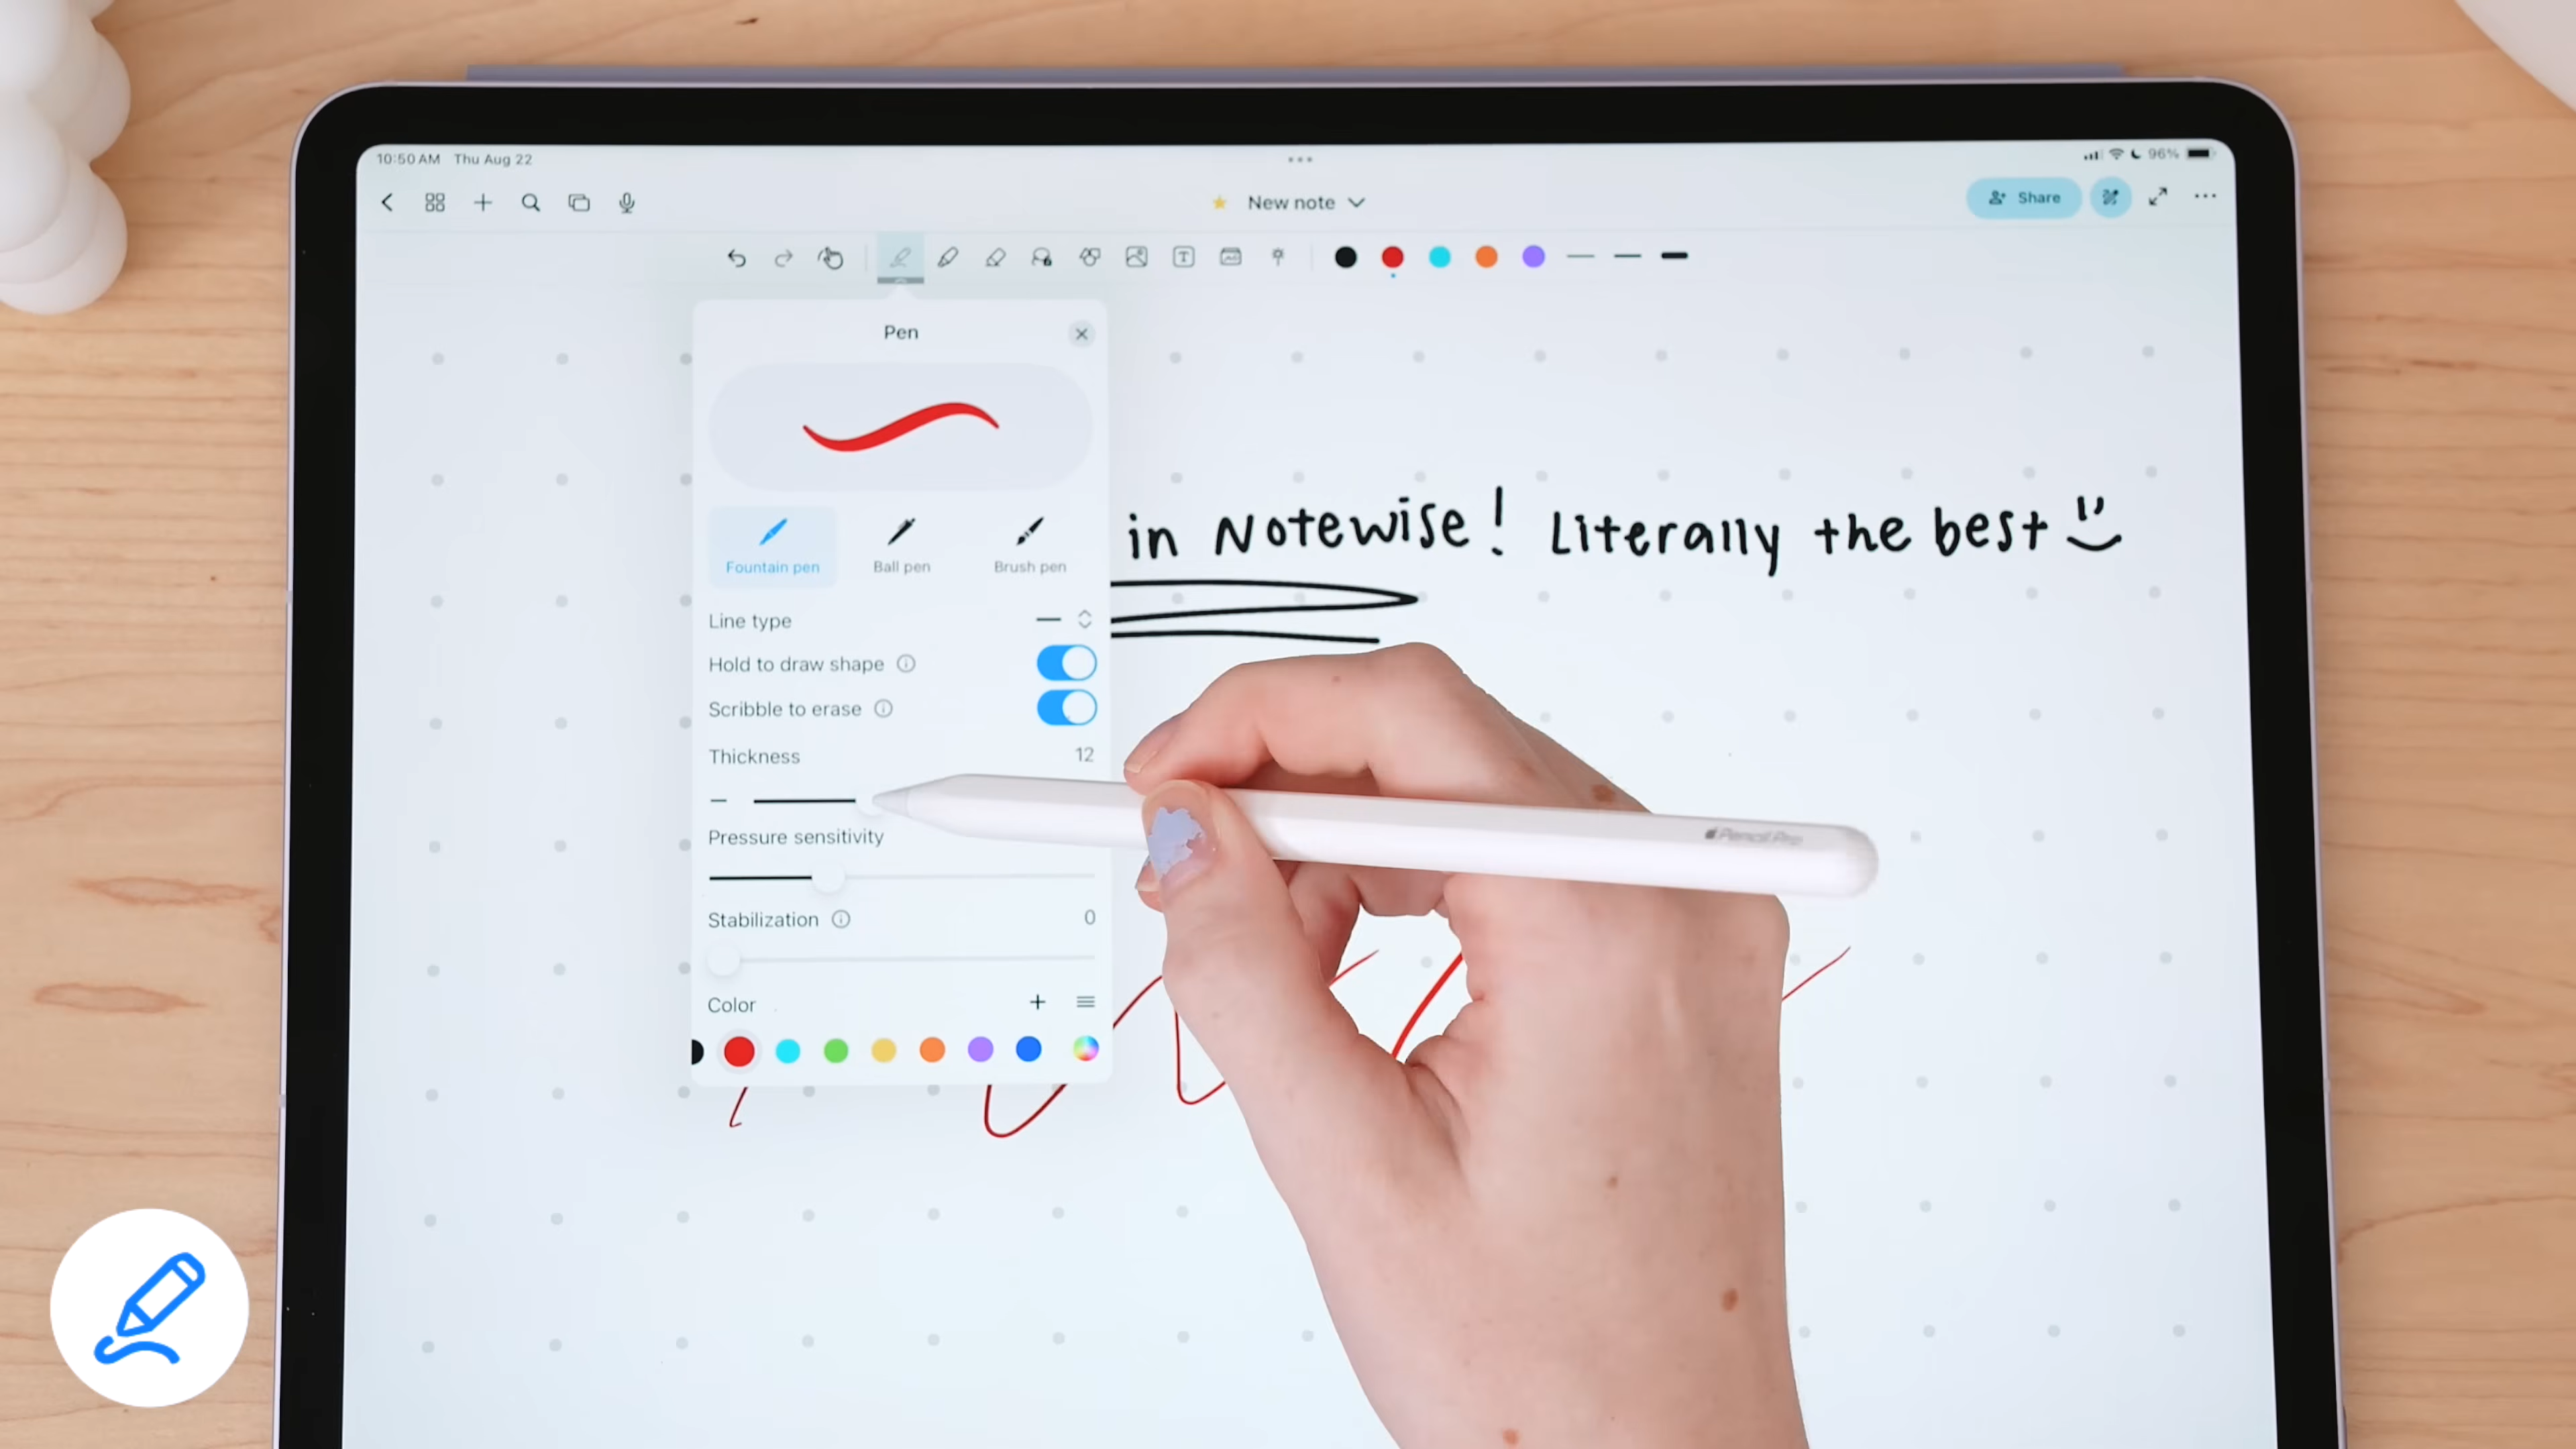 10:50 AM Thu Aug 22
96%
New note
Share
Pen
Fountain pen Ball pen Brush pen
in Notewise! Literally the best
Line type
Hold to draw shape
Scribble to erase
Thickness 12
Pressure sensitivity
Stabilization 0
Color
Pencil Pro